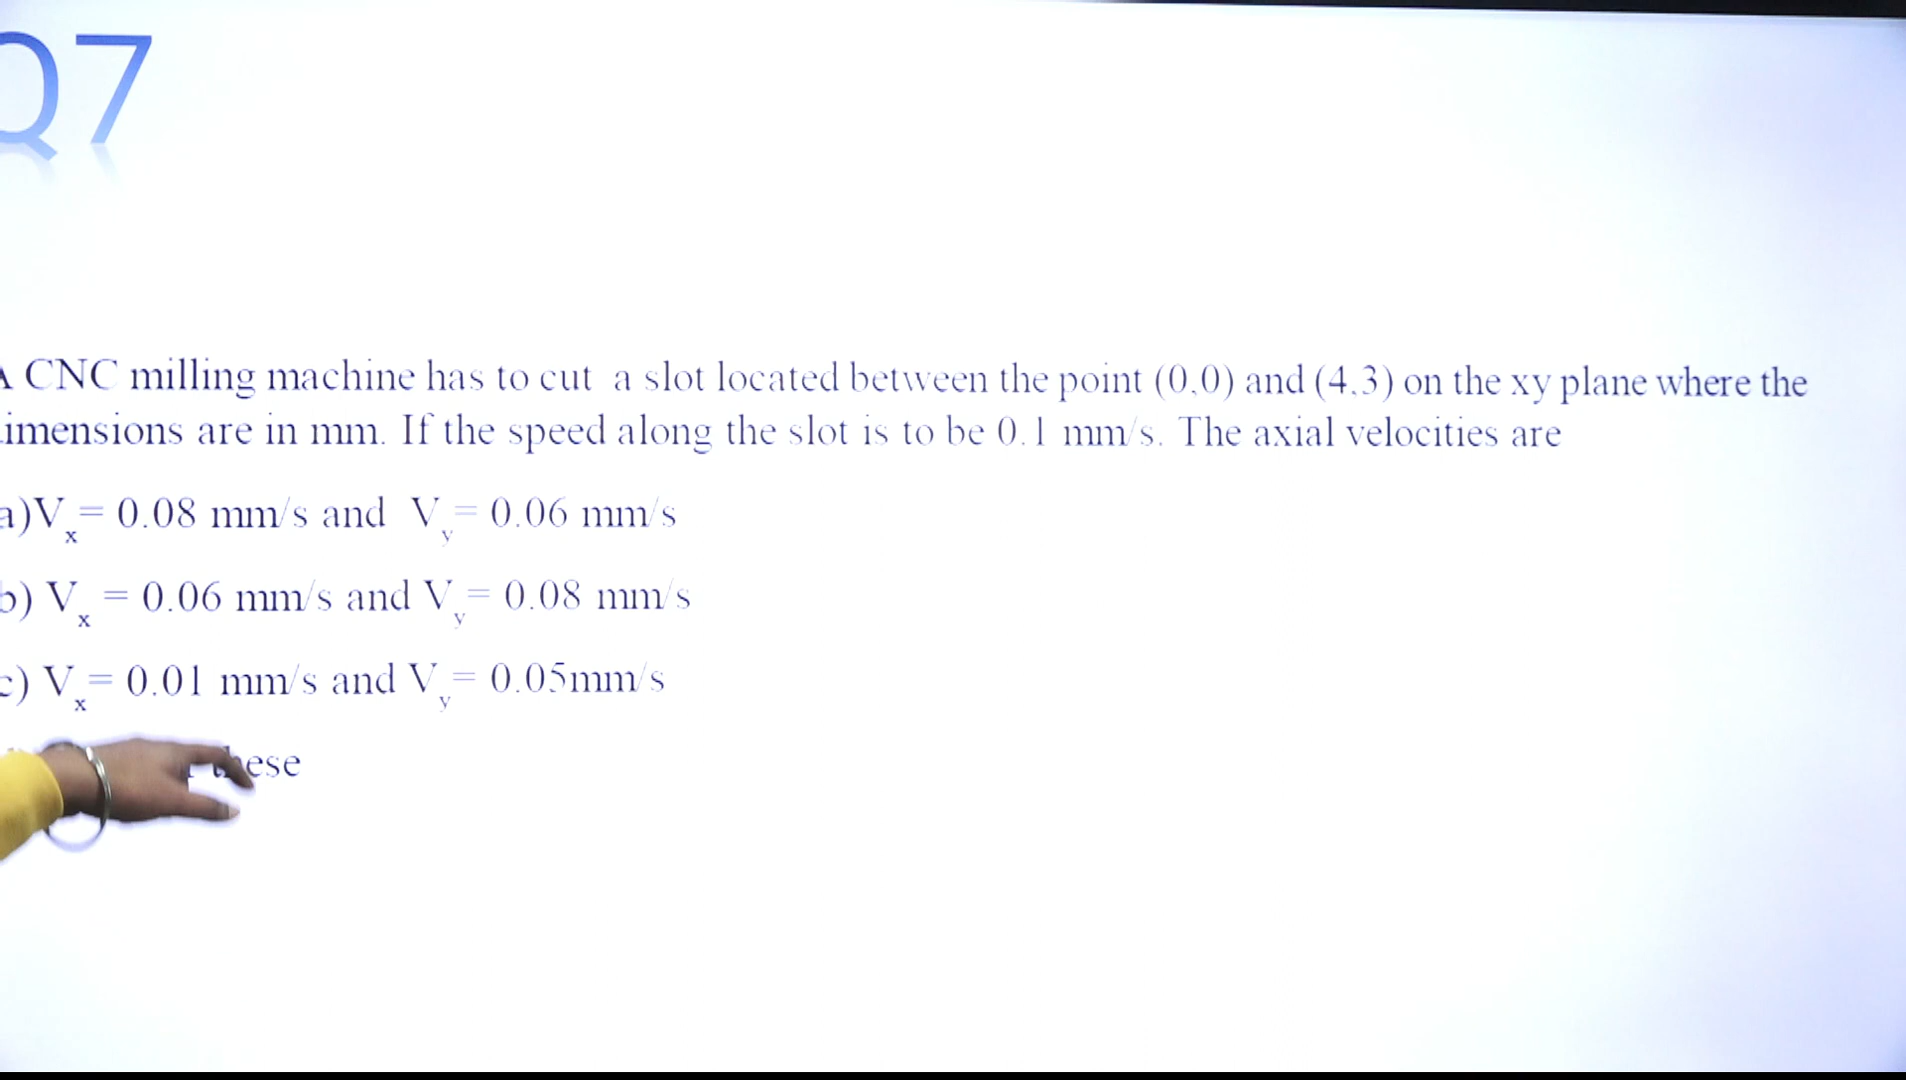 Q7
A CNC milling machine has to cut a slot located between the point (0,0) and (4,3) on the xy plane where the
imensions are in mm. If the speed along the slot is to be 0.1 mm/s. The axial velocities are
a)Vx= 0.08 mm/s and Vy= 0.06 mm/s
b) Vx = 0.06 mm/s and Vy= 0.08 mm/s
c) Vx= 0.01 mm/s and Vy= 0.05mm/s
these